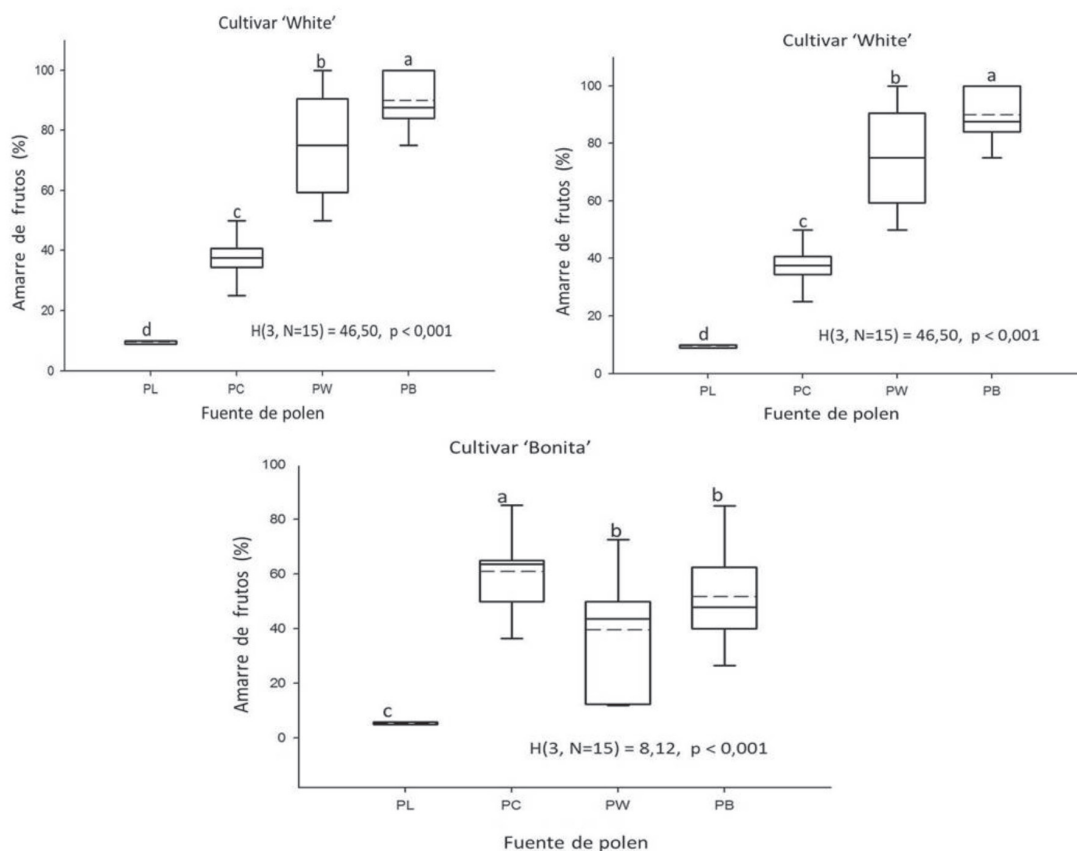 Cultivar ‘White’
Amarre de frutos (%)
100
80
60
40
20
0
d
c
b
a
H(3, N=15) = 46,50, p < 0,001
PL PC PW PB
Fuente de polen
Cultivar ‘White’
Amarre de frutos (%)
100
80
60
40
20
0
d
c
b
a
H(3, N=15) = 46,50, p < 0,001
PL PC PW PB
Fuente de polen
Cultivar ‘Bonita’
Amarre de frutos (%)
100
80
60
40
20
0
c
a
b
b
H(3, N=15) = 8,12, p < 0,001
PL PC PW PB
Fuente de polen